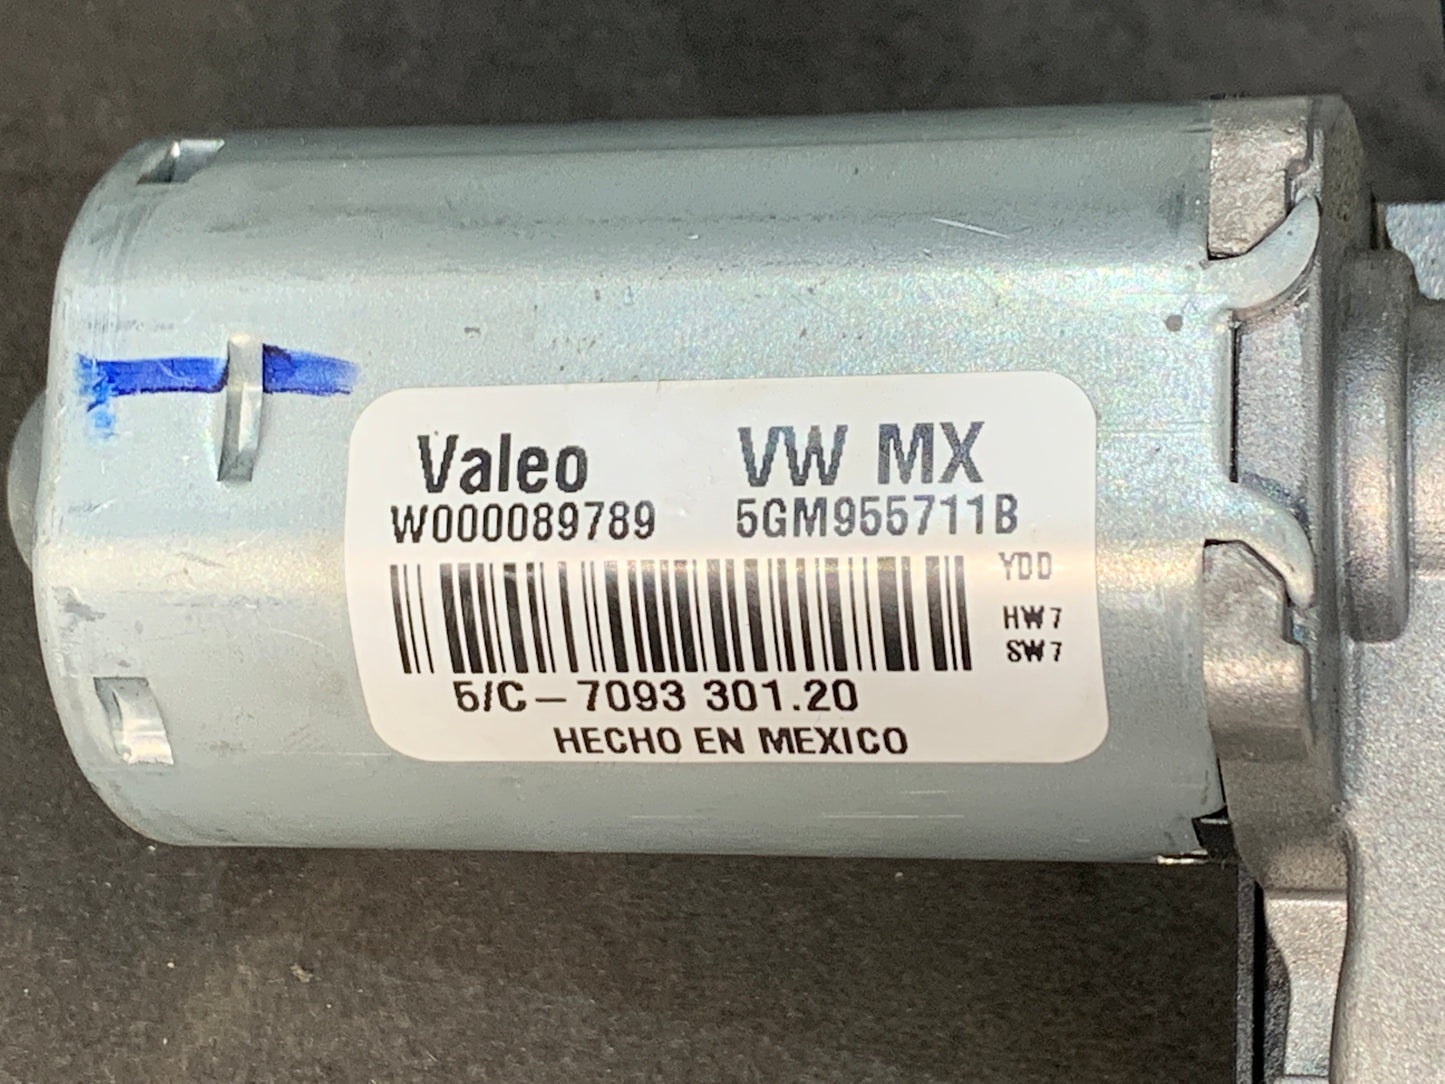 Valeo VW MX
W000089789 5GM955711B
YDD
HW7
SW7
5/C-7093 301.20
HECHO EN MEXICO